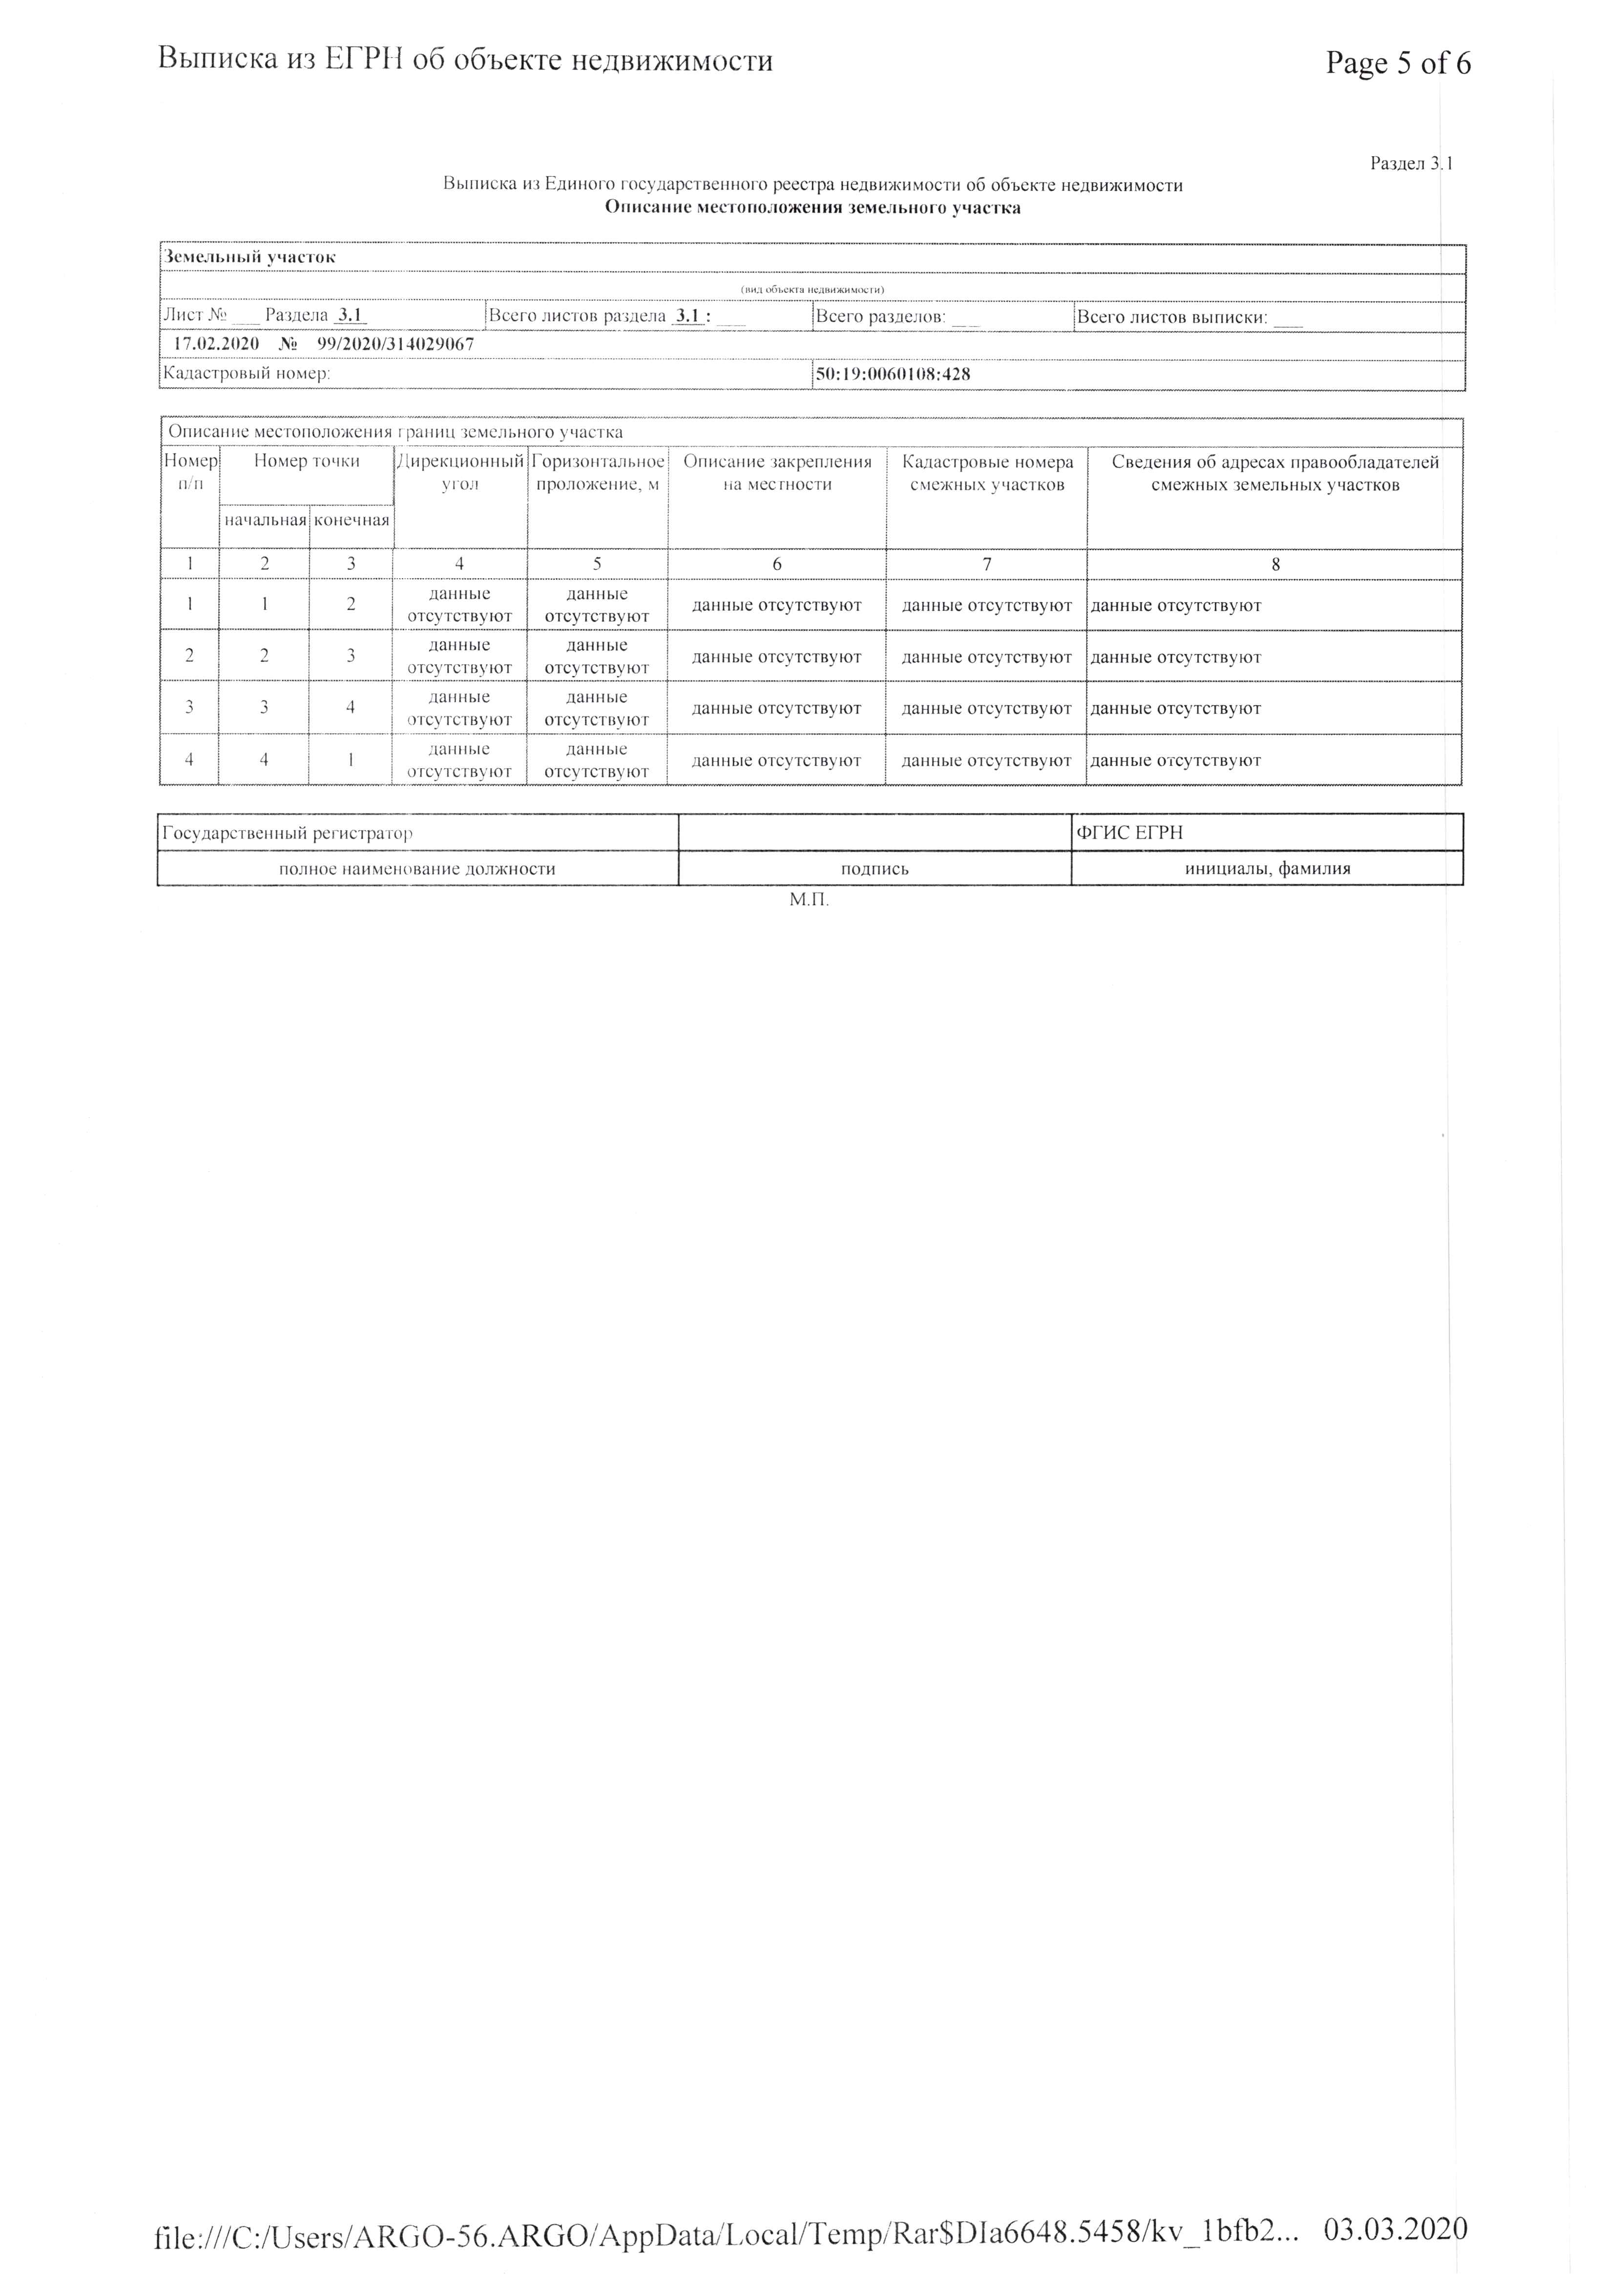 Выписка из ЕГРН об объекте недвижимости Page 5 of 6
Раздел 3.1
Выписка из Единого государственного реестра недвижимости об объекте недвижимости
Описание местоположения земельного участка
Земельный участок
(вид объекта недвижимости)
Лист № ___ Раздела 3.1 Всего листов раздела 3.1 : ___ Всего разделов: ___ Всего листов выписки: ___
17.02.2020 № 99/2020/314029067
Кадастровый номер: 50:19:0060108:428
Описание местоположения границ земельного участка
Номер Номер точки Дирекционный Горизонтальное Описание закрепления Кадастровые номера Сведения об адресах правообладателей
п/п угол проложение, м на местности смежных участков смежных земельных участков
начальная конечная
1 2 3 4 5 6 7 8
данные данные
1 1 2 отсутствуют отсутствуют данные отсутствуют данные отсутствуют данные отсутствуют
данные данные
2 2 3 отсутствуют отсутствуют данные отсутствуют данные отсутствуют данные отсутствуют
данные данные
3 3 4 отсутствуют отсутствуют данные отсутствуют данные отсутствуют данные отсутствуют
данные данные
4 4 1 отсутствуют отсутствуют данные отсутствуют данные отсутствуют данные отсутствуют
Государственный регистратор ФГИС ЕГРН
полное наименование должности подпись инициалы, фамилия
М.П.
file:///C:/Users/ARGO-56.ARGO/AppData/Local/Temp/Rar$DIa6648.5458/kv_1bfb2... 03.03.2020